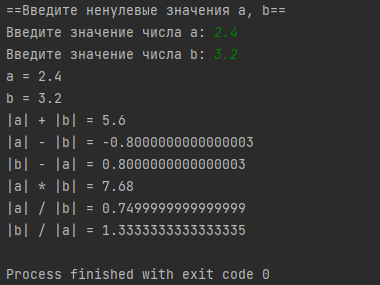 ==Введите ненулевые значения a, b==
Введите значение числа a: 2.4
Введите значение числа b: 3.2
a = 2.4
b = 3.2
|a| + |b| = 5.6
|a| - |b| = -0.8000000000000003
|b| - |a| = 0.8000000000000003
|a| * |b| = 7.68
|a| / |b| = 0.7499999999999999
|b| / |a| = 1.3333333333333335
Process finished with exit code 0